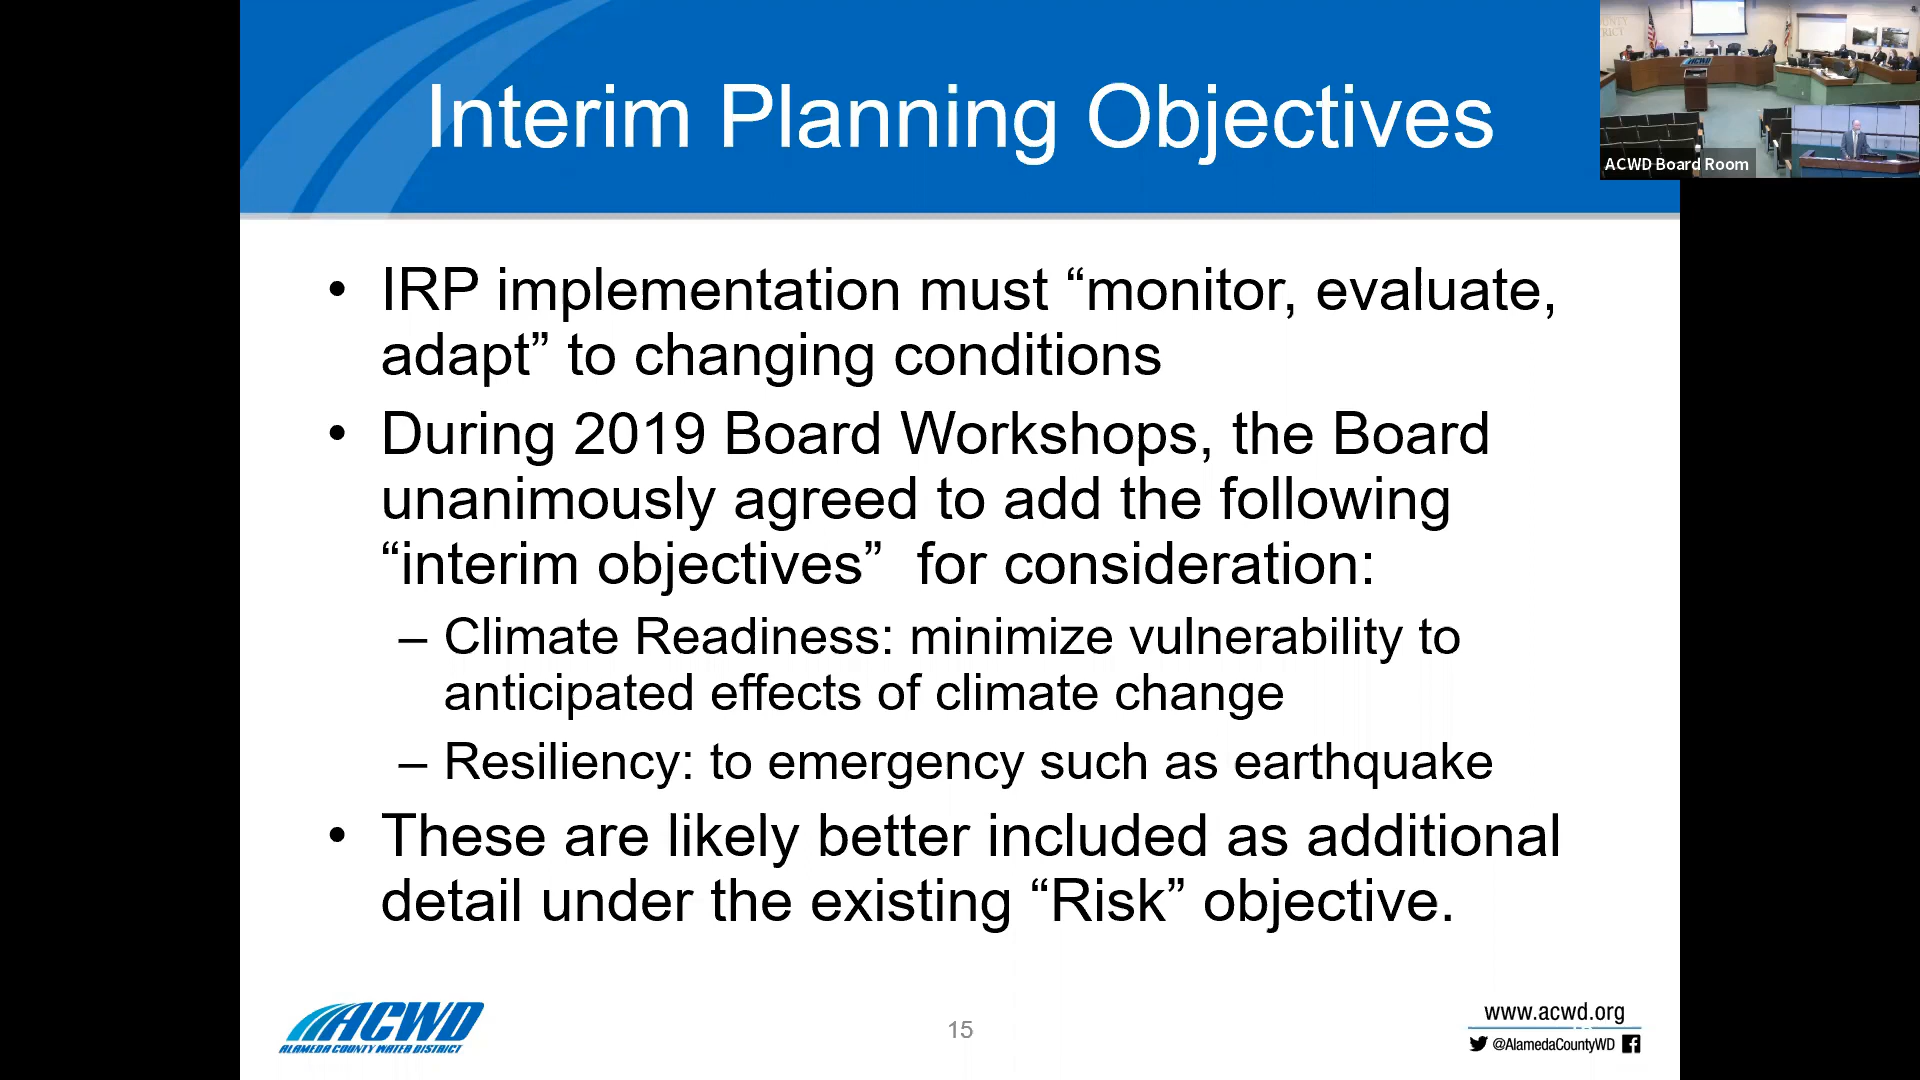 Interim Planning Objectives
ACWD Board Room
• IRP implementation must “monitor, evaluate,
adapt” to changing conditions
• During 2019 Board Workshops, the Board
unanimously agreed to add the following
“interim objectives”  for consideration:
– Climate Readiness: minimize vulnerability to
anticipated effects of climate change
– Resiliency: to emergency such as earthquake
• These are likely better included as additional
detail under the existing “Risk” objective.
ACWD
ALAMEDA COUNTY WATER DISTRICT
15
www.acwd.org
@AlamedaCountyWD